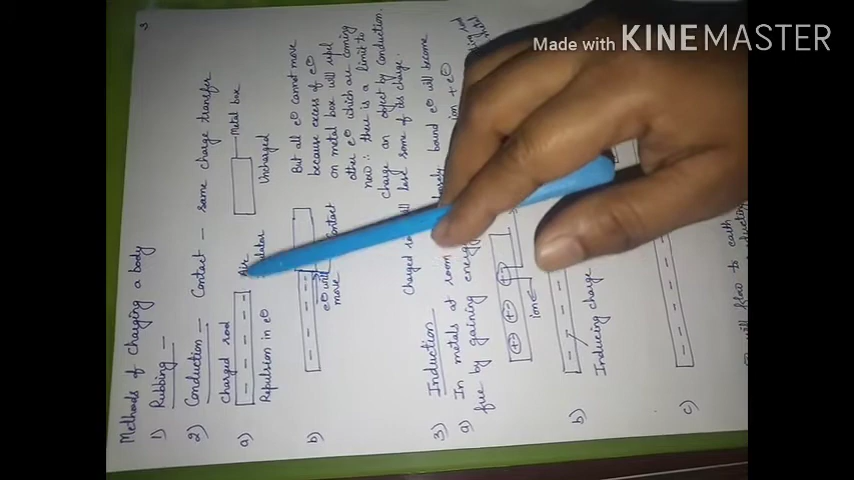 Made with KINEMASTER
3
Methods of Charging a body
1) Rubbing —
2) Conduction — Contact — same charge transfer
Charged rod
Metal box
a)
Air
Uncharged
Repulsion in e⊖
b)
contact
e⊖ will
move
But all e⊖ cannot move
because excess of e⊖
on metal box will repel
other e⊖ which are coming
now ∴ there is a limit to
charge an object by conduction.
Charged lose some of its charge.
3) Induction —
a) In metals at room loosely bound e⊖ will become
free by gaining ion + e⊖
ion
b)
Inducing charge
c)
will flow to earth